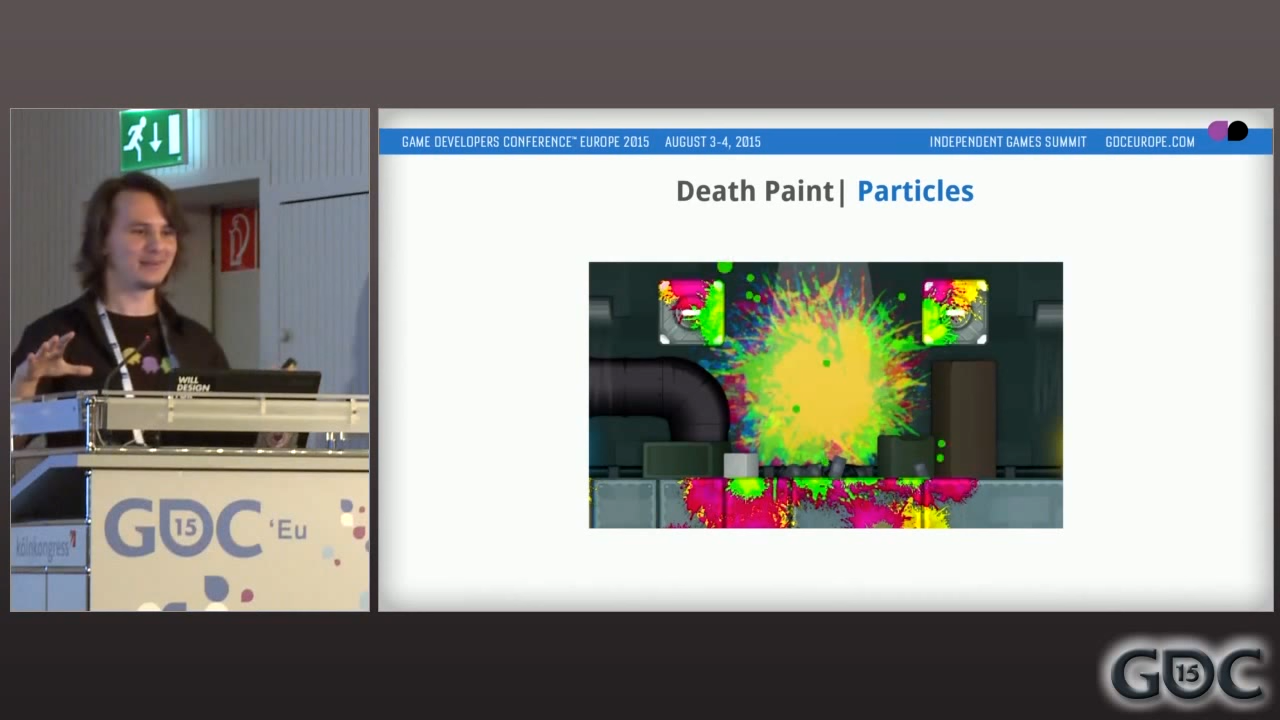 GAME DEVELOPERS CONFERENCE™ EUROPE 2015 AUGUST 3-4, 2015 INDEPENDENT GAMES SUMMIT GDCEUROPE.COM
Death Paint| Particles
WILL
DESIGN
GDC 15 'Eu
kölnkongress
GDC 15